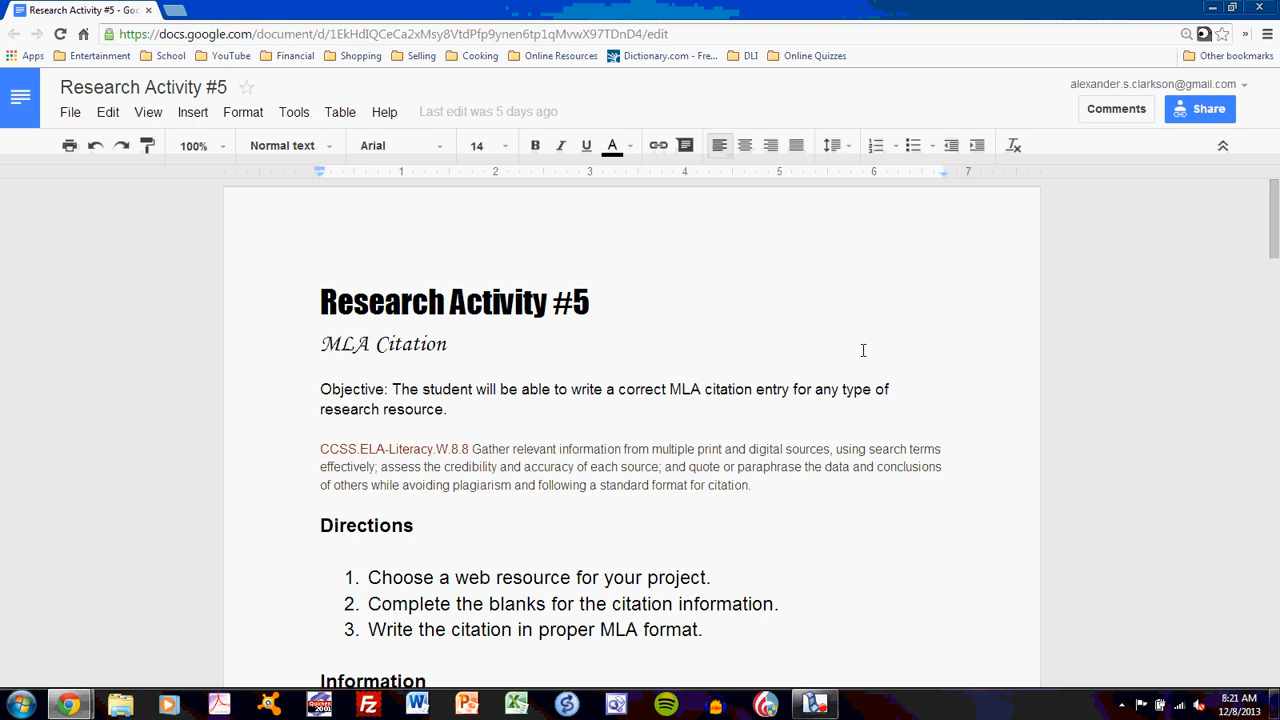 Research Activity #5 - Goo
https://docs.google.com/document/d/1EkHdIQCeCa2xMsy8VtdPfp9ymen6tp1qMvwX97TDnD4/edit
Apps Entertainment School YouTube Financial Shopping Selling Cooking Online Resources Dictionary.com - Fre... DLI Online Quizzes Other bookmarks
Research Activity #5 alexander.s.clarkson@gmail.com
File Edit View Insert Format Tools Table Help Last edit was 5 days ago Comments Share
100% Normal text Arial 14 B I U A
1 2 3 4 5 6 7
Research Activity #5
MLA Citation
Objective: The student will be able to write a correct MLA citation entry for any type of
research resource.
CCSS.ELA-Literacy.W.8.8 Gather relevant information from multiple print and digital sources, using search terms
effectively; assess the credibility and accuracy of each source; and quote or paraphrase the data and conclusions
of others while avoiding plagiarism and following a standard format for citation.
Directions
1. Choose a web resource for your project.
2. Complete the blanks for the citation information.
3. Write the citation in proper MLA format.
Information
8:21 AM
12/8/2013